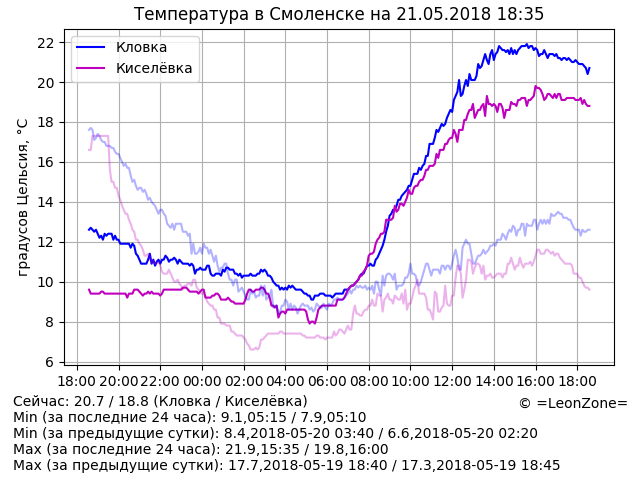 Температура в Смоленске на 21.05.2018 18:35
Кловка
Киселёвка
градусов Цельсия, °C
22
20
18
16
14
12
10
8
6
18:00 20:00 22:00 00:00 02:00 04:00 06:00 08:00 10:00 12:00 14:00 16:00 18:00
Сейчас: 20.7 / 18.8 (Кловка / Киселёвка)
© =LeonZone=
Min (за последние 24 часа): 9.1,05:15 / 7.9,05:10
Min (за предыдущие сутки): 8.4,2018-05-20 03:40 / 6.6,2018-05-20 02:20
Max (за последние 24 часа): 21.9,15:35 / 19.8,16:00
Max (за предыдущие сутки): 17.7,2018-05-19 18:40 / 17.3,2018-05-19 18:45